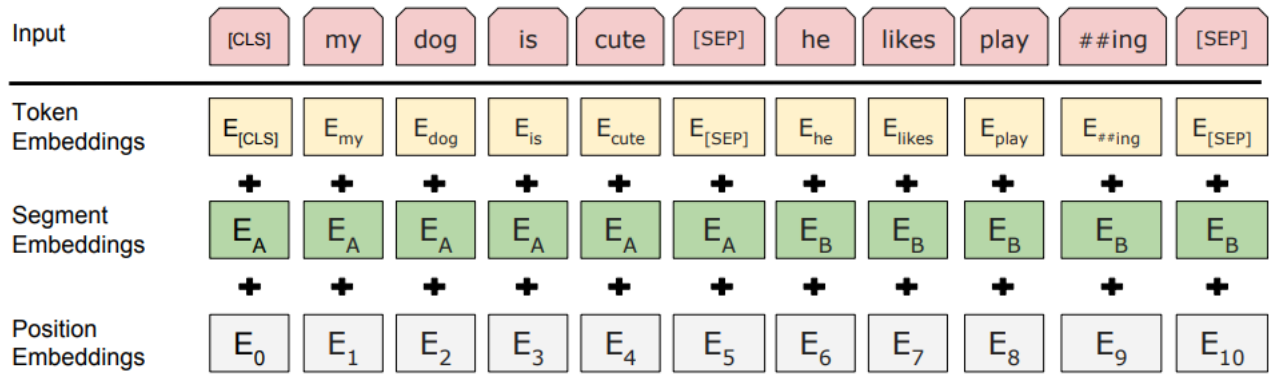 Input [CLS] my dog is cute [SEP] he likes play ##ing [SEP]
Token Embeddings E[CLS] Emy Edog Eis Ecute E[SEP] Ehe Elikes Eplay E##ing E[SEP]
+ + + + + + + + + + +
Segment Embeddings EA EA EA EA EA EA EB EB EB EB EB
+ + + + + + + + + + +
Position Embeddings E0 E1 E2 E3 E4 E5 E6 E7 E8 E9 E10